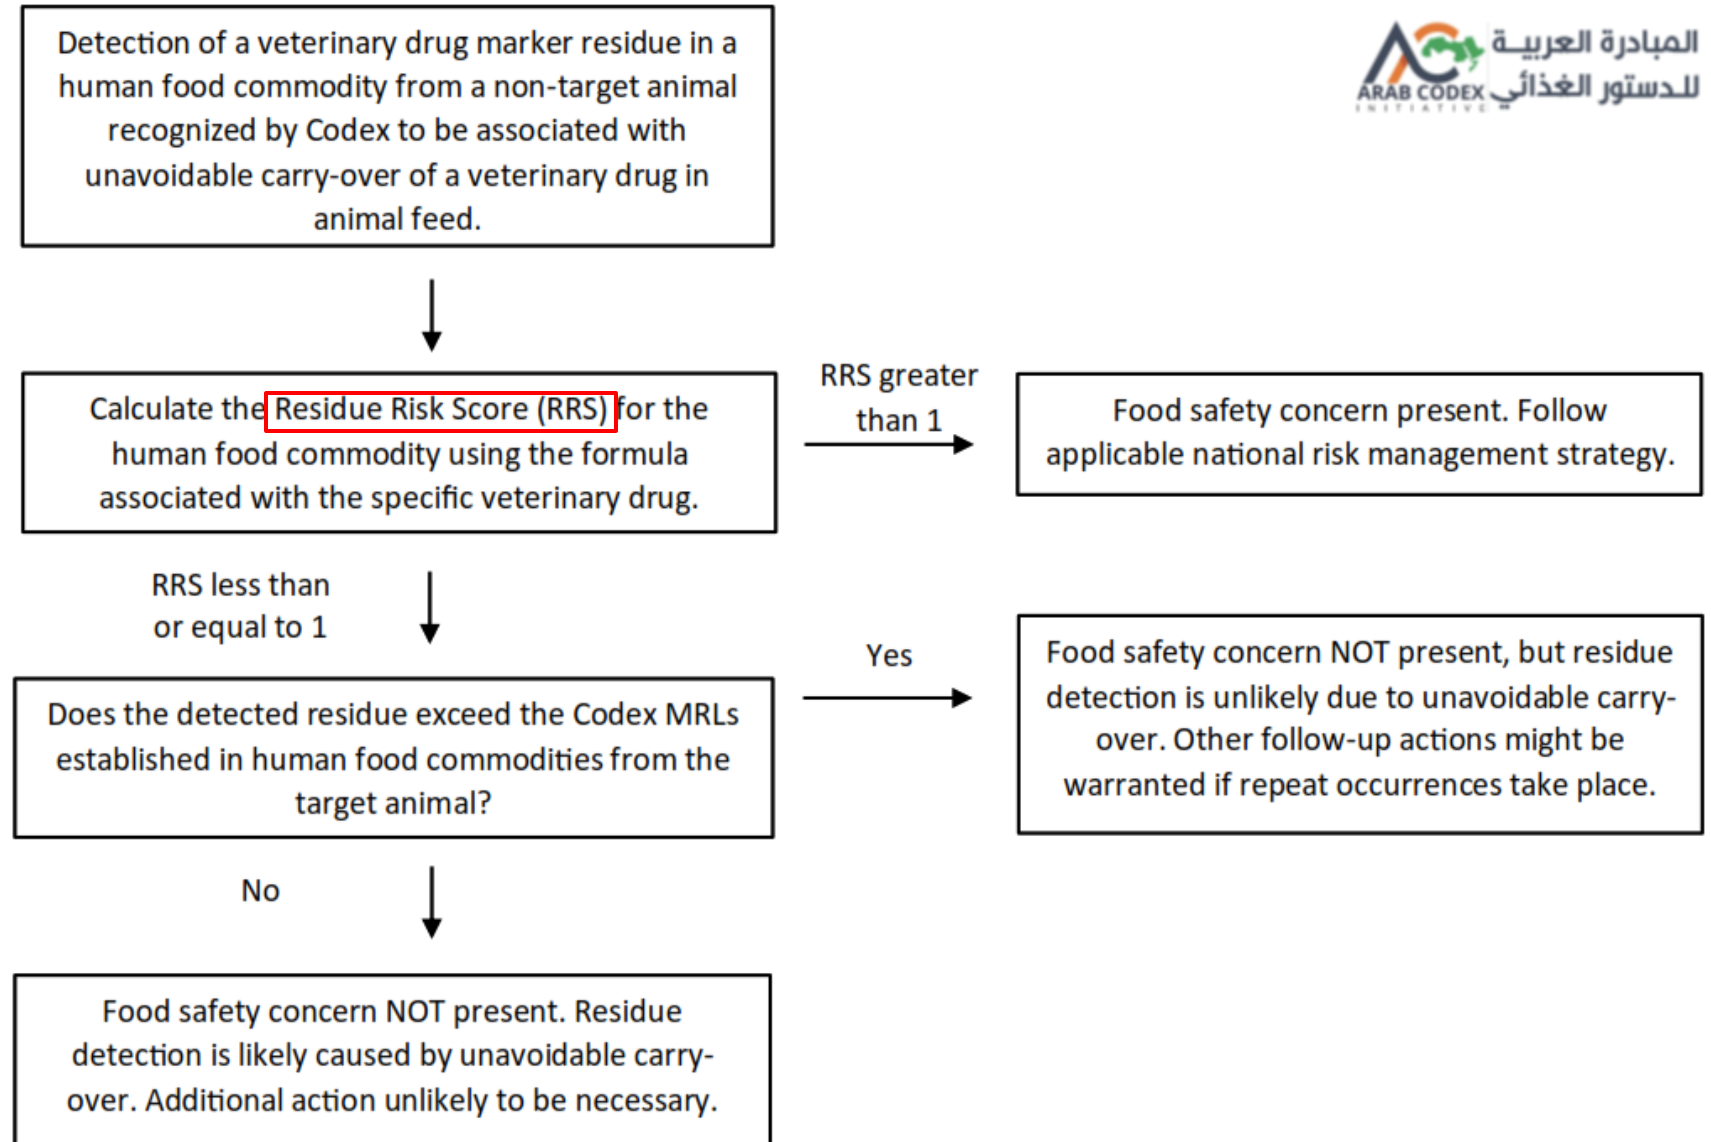 Detection of a veterinary drug marker residue in a
human food commodity from a non-target animal
recognized by Codex to be associated with
unavoidable carry-over of a veterinary drug in
animal feed.
المبادرة العربيــة
للـدستور الغذائي
ARAB CODEX
INITIATIVE
Calculate the Residue Risk Score (RRS) for the
human food commodity using the formula
associated with the specific veterinary drug.
RRS greater
than 1
Food safety concern present. Follow
applicable national risk management strategy.
RRS less than
or equal to 1
Does the detected residue exceed the Codex MRLs
established in human food commodities from the
target animal?
Yes
Food safety concern NOT present, but residue
detection is unlikely due to unavoidable carry-
over. Other follow-up actions might be
warranted if repeat occurrences take place.
No
Food safety concern NOT present. Residue
detection is likely caused by unavoidable carry-
over. Additional action unlikely to be necessary.